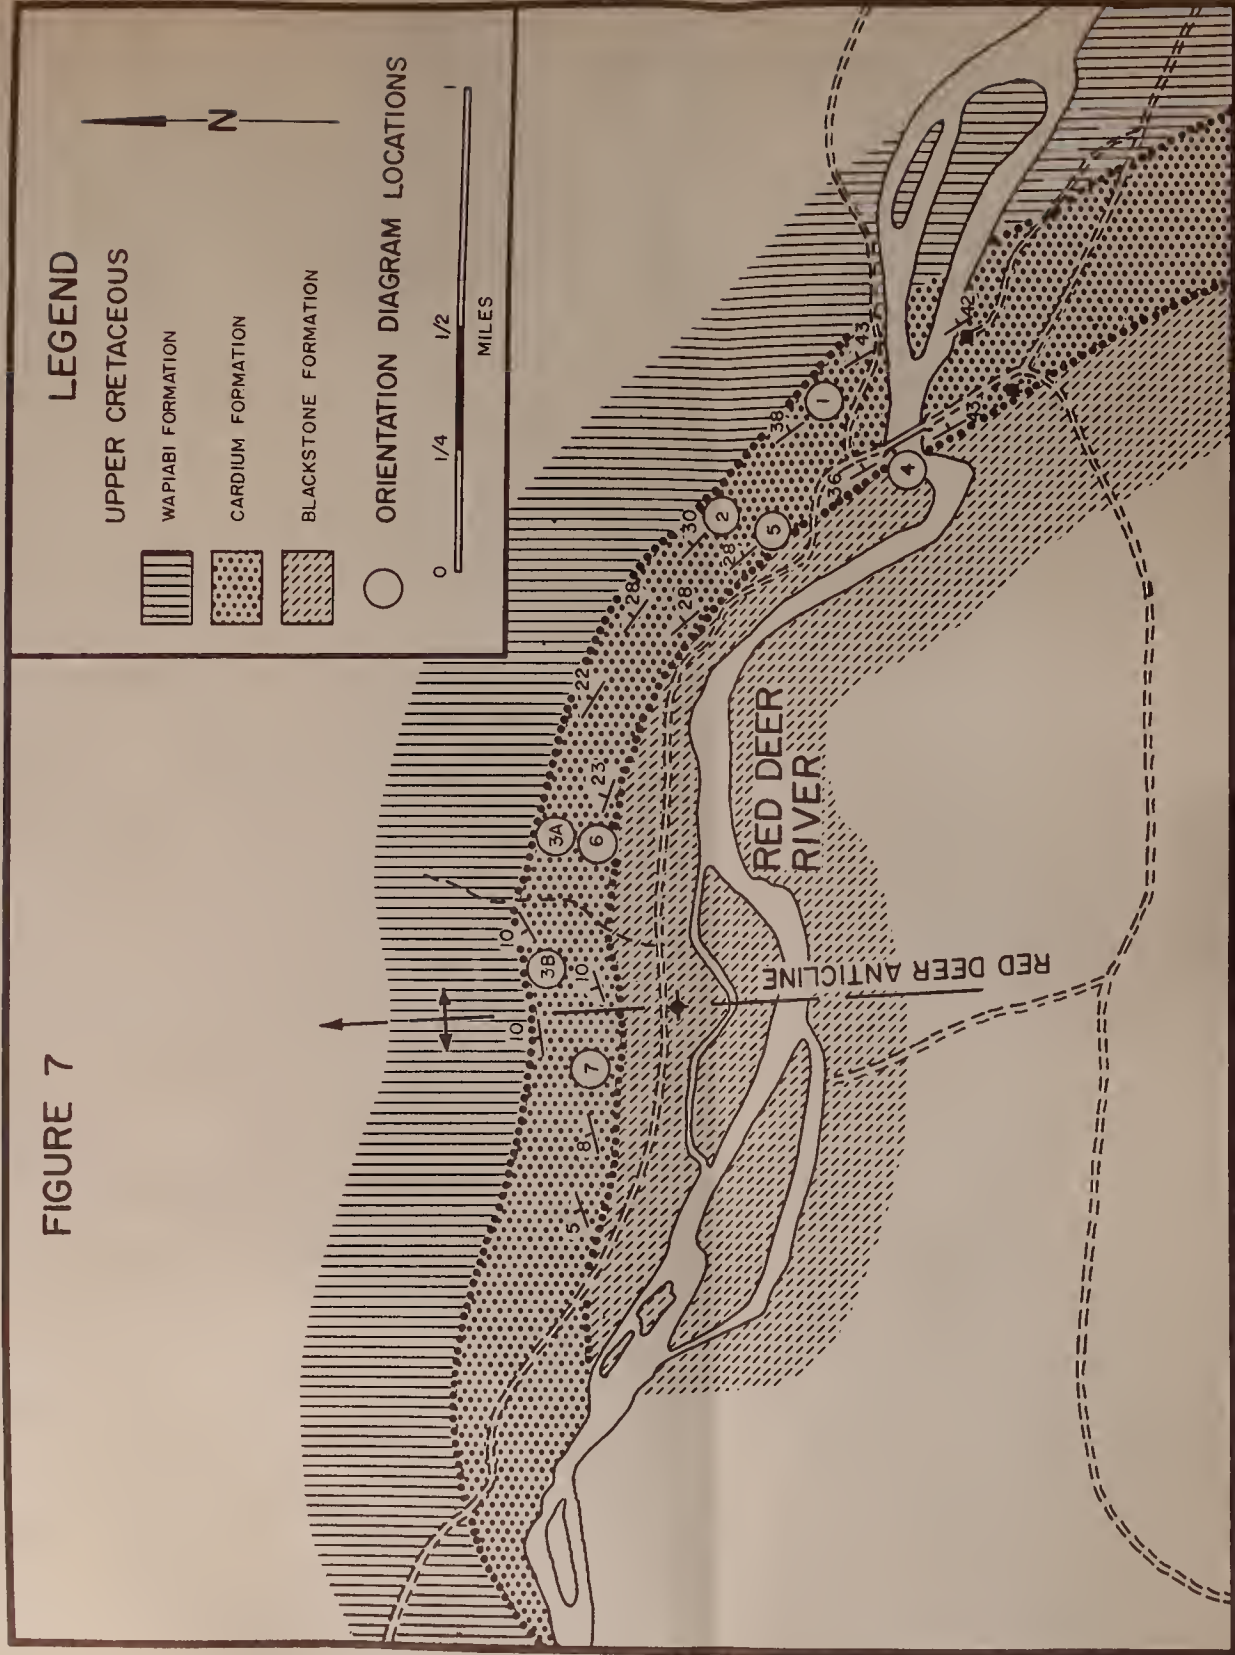 FIGURE 7
LEGEND
UPPER CRETACEOUS
WAPIABI FORMATION
CARDIUM FORMATION
BLACKSTONE FORMATION
ORIENTATION DIAGRAM LOCATIONS
0 1/4 1/2 1
MILES
N
10
10
10
8
5
3B
7
3A
6
23
22
28
28
28
30
2
5
38
1
43
36
4
42
43
RED DEER
RIVER
RED DEER ANTICLINE